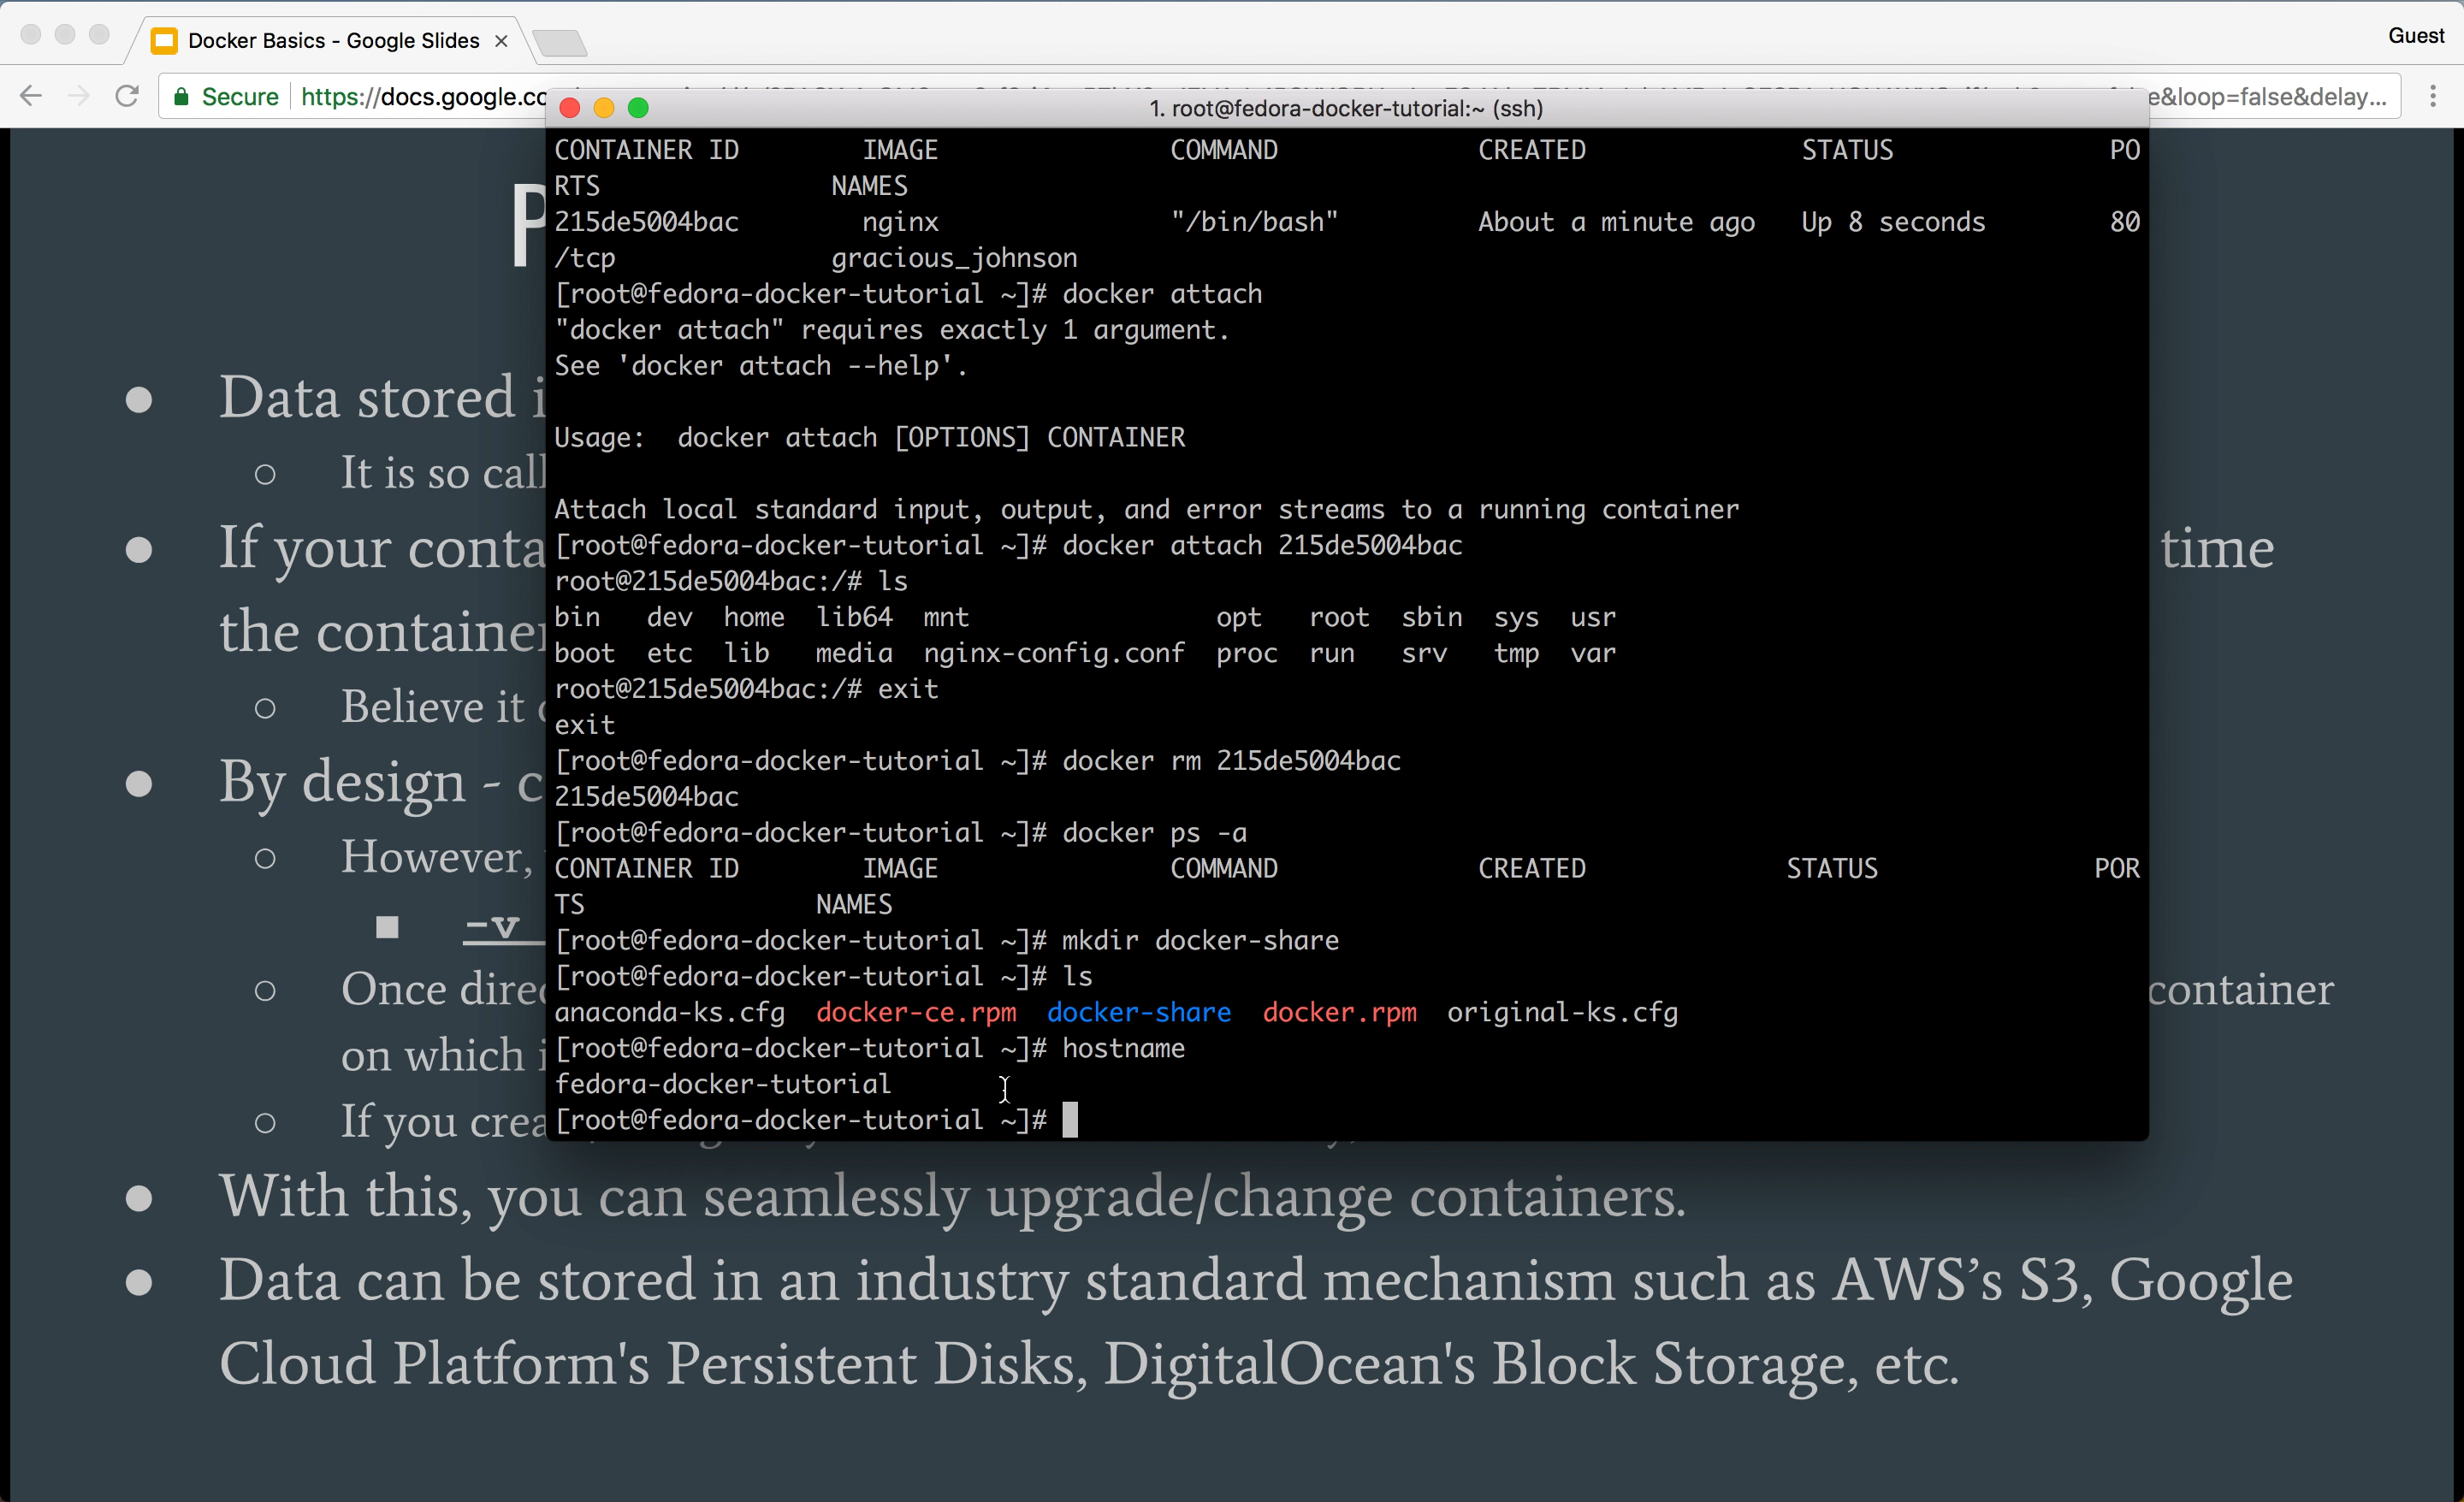 Docker Basics - Google Slides
Guest
Secure https://docs.google.co
e&loop=false&delay...
1. root@fedora-docker-tutorial:~ (ssh)
CONTAINER ID IMAGE COMMAND CREATED STATUS PO
RTS NAMES
215de5004bac nginx "/bin/bash" About a minute ago Up 8 seconds 80
/tcp gracious_johnson
[root@fedora-docker-tutorial ~]# docker attach
"docker attach" requires exactly 1 argument.
See 'docker attach --help'.
Usage: docker attach [OPTIONS] CONTAINER
Attach local standard input, output, and error streams to a running container
[root@fedora-docker-tutorial ~]# docker attach 215de5004bac
root@215de5004bac:/# ls
bin dev home lib64 mnt opt root sbin sys usr
boot etc lib media nginx-config.conf proc run srv tmp var
root@215de5004bac:/# exit
exit
[root@fedora-docker-tutorial ~]# docker rm 215de5004bac
215de5004bac
[root@fedora-docker-tutorial ~]# docker ps -a
CONTAINER ID IMAGE COMMAND CREATED STATUS POR
TS NAMES
[root@fedora-docker-tutorial ~]# mkdir docker-share
[root@fedora-docker-tutorial ~]# ls
anaconda-ks.cfg docker-ce.rpm docker-share docker.rpm original-ks.cfg
[root@fedora-docker-tutorial ~]# hostname
fedora-docker-tutorial
[root@fedora-docker-tutorial ~]#
P
Data stored i
It is so call
If your conta time
the container
Believe it
By design - c
However,
-v
Once direc container
on which i
If you crea
With this, you can seamlessly upgrade/change containers.
Data can be stored in an industry standard mechanism such as AWS’s S3, Google
Cloud Platform's Persistent Disks, DigitalOcean's Block Storage, etc.